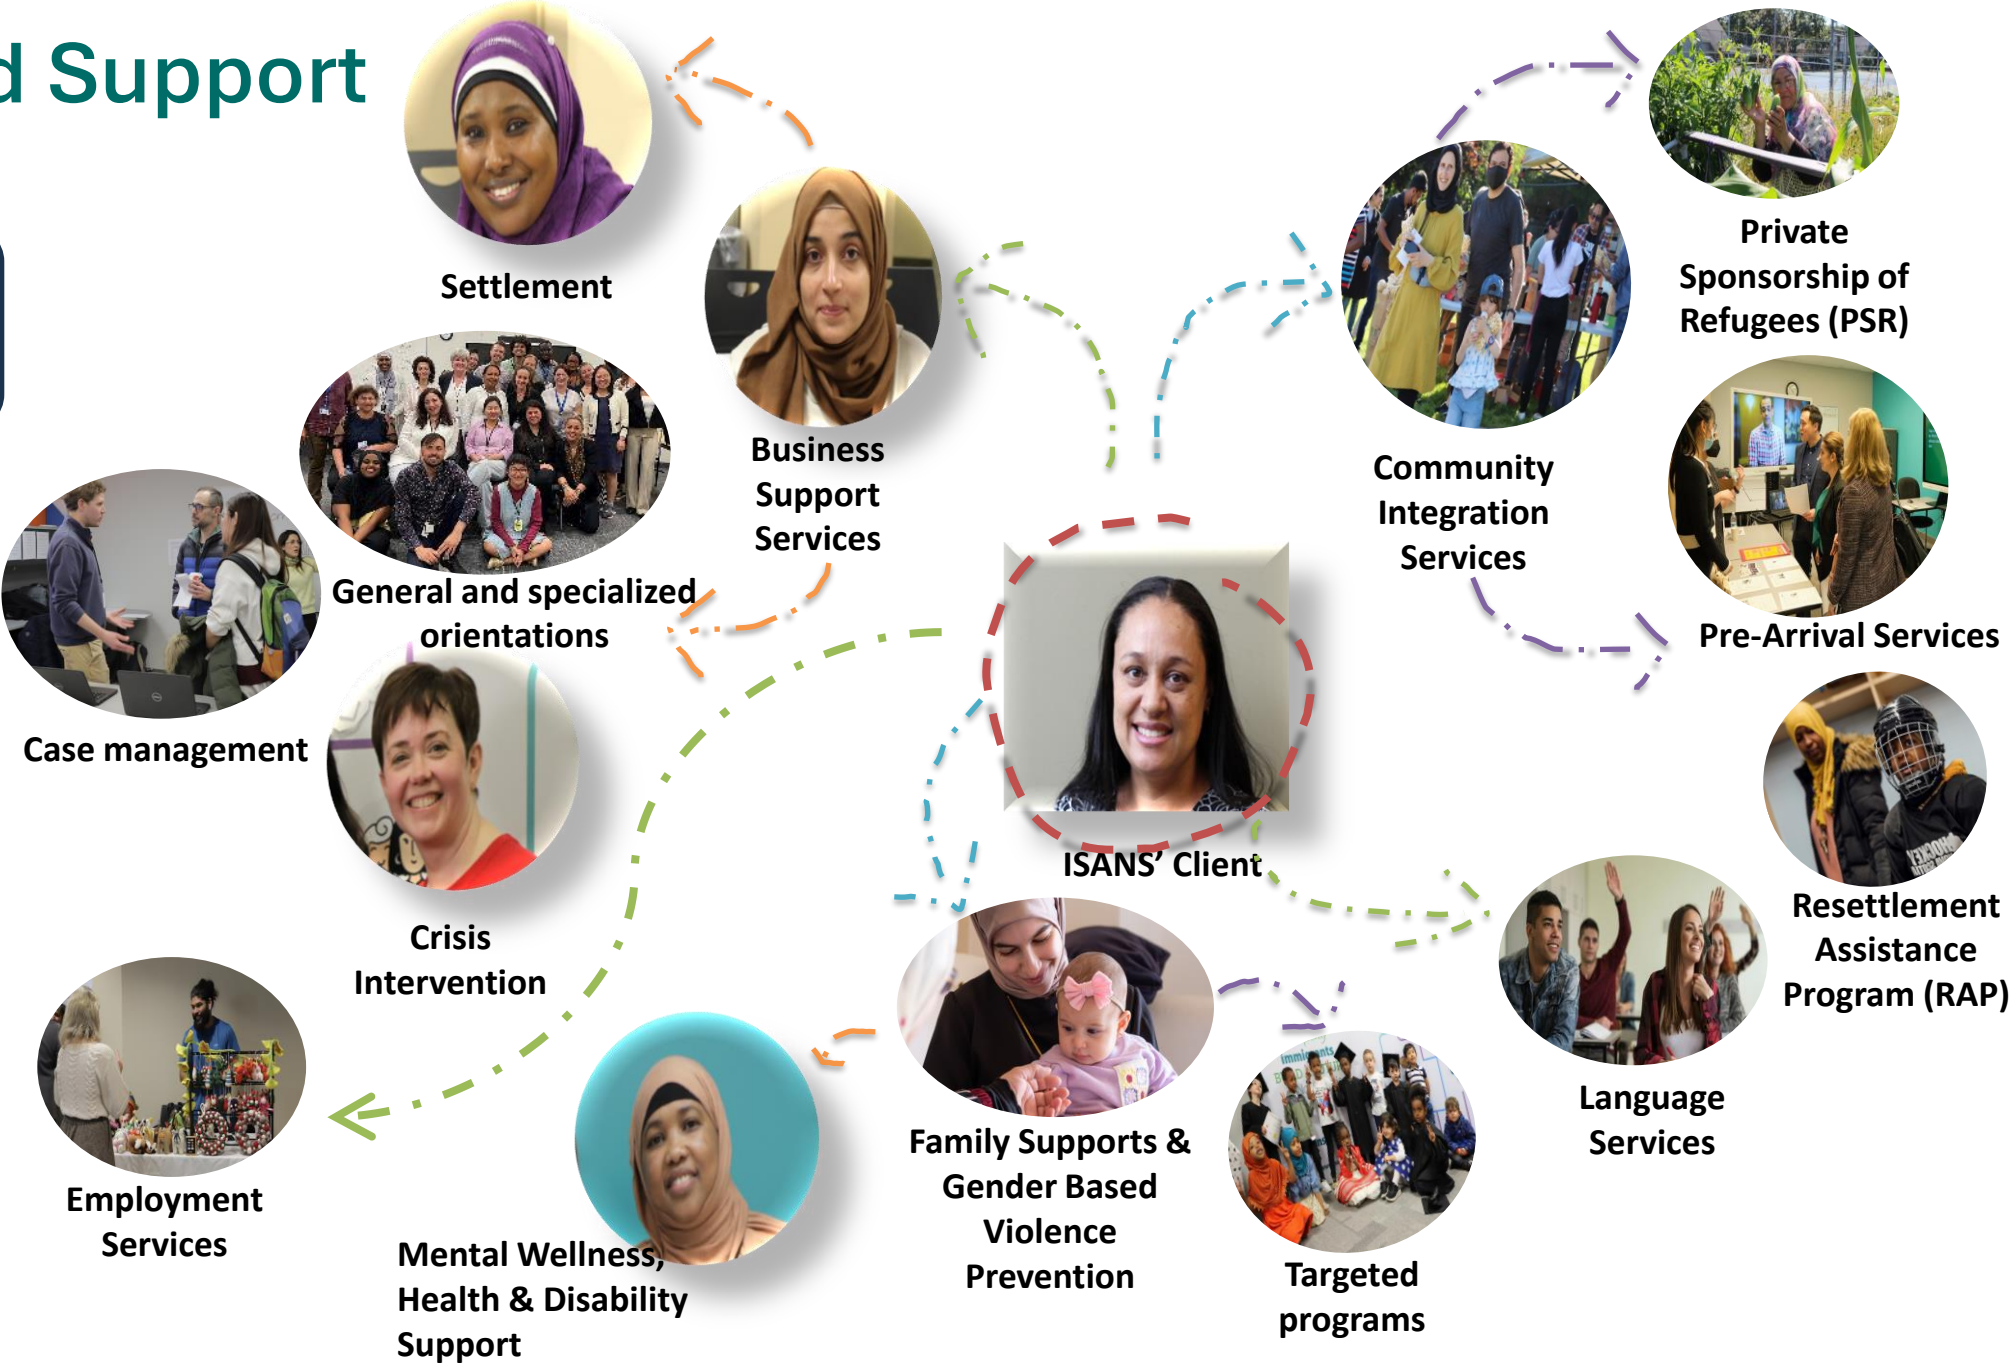 d Support
Settlement
Private
Sponsorship of
Refugees (PSR)
Business
Support
Services
Community
Integration
Services
General and specialized
orientations
Pre-Arrival Services
Case management
ISANS’ Client
Crisis
Intervention
Resettlement
Assistance
Program (RAP)
Language
Services
Employment
Services
Family Supports &
Gender Based
Violence
Prevention
Mental Wellness,
Health & Disability
Support
Targeted
programs
immigrants